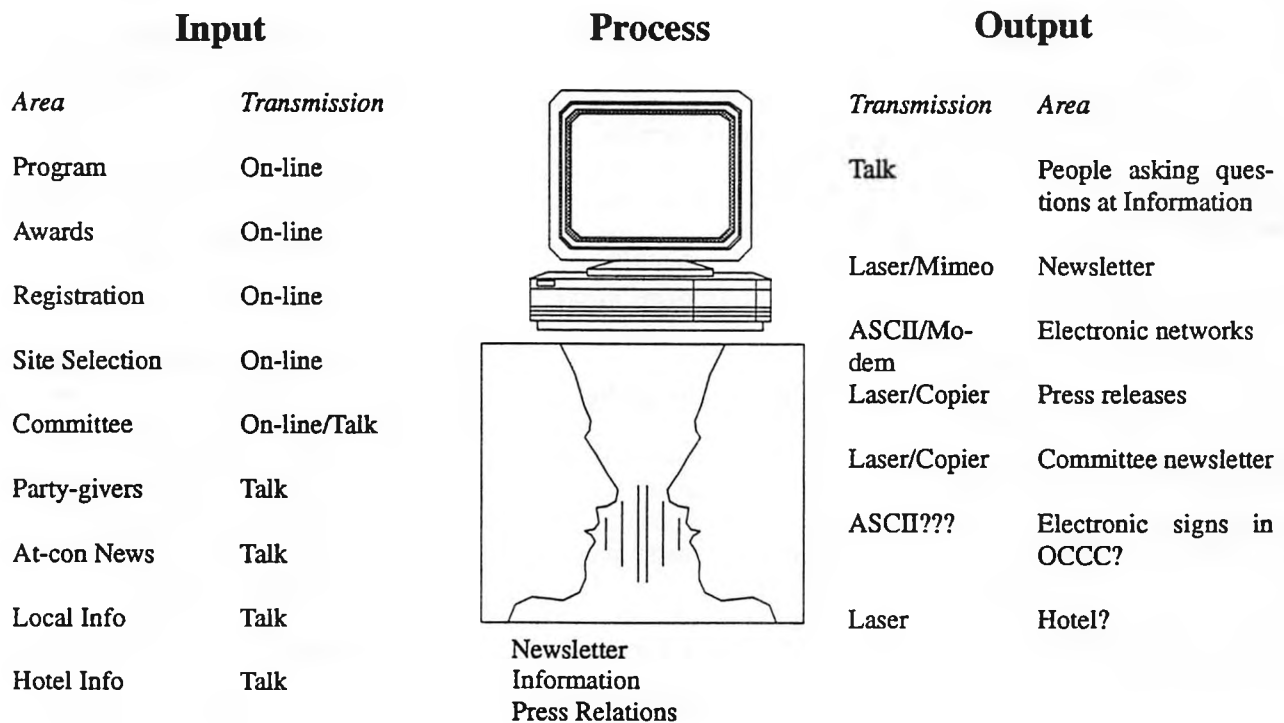 Input
Process
Output
Area Transmission
Program On-line
Awards On-line
Registration On-line
Site Selection On-line
Committee On-line/Talk
Party-givers Talk
At-con News Talk
Local Info Talk
Hotel Info Talk
Newsletter
Information
Press Relations
Transmission Area
Talk People asking ques-
tions at Information
Laser/Mimeo Newsletter
ASCII/Mo- Electronic networks
dem
Laser/Copier Press releases
Laser/Copier Committee newsletter
ASCII??? Electronic signs in
OCCC?
Laser Hotel?